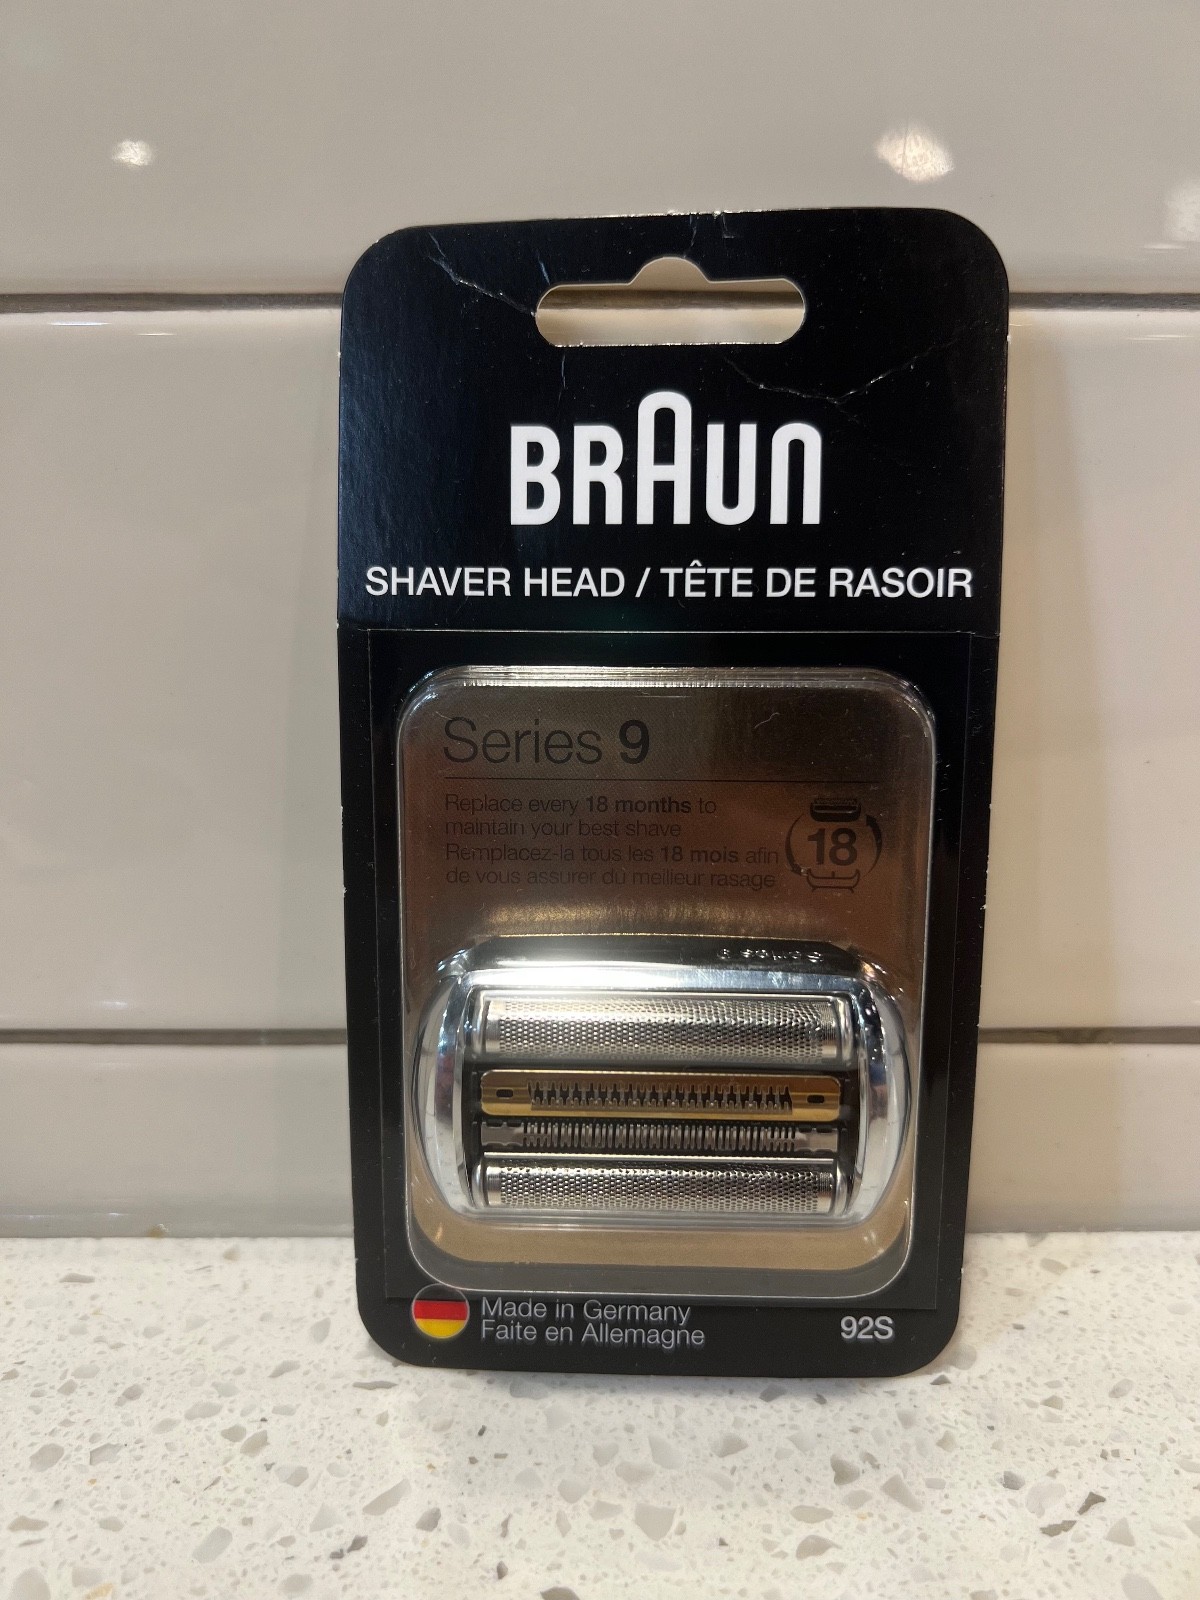 BRAUN
SHAVER HEAD / TÊTE DE RASOIR
Series 9
Replace every 18 months to
maintain your best shave
Remplacez-la tous les 18 mois afin
de vous assurer du meilleur rasage
18
Series 9
Made in Germany
Faite en Allemagne
92S